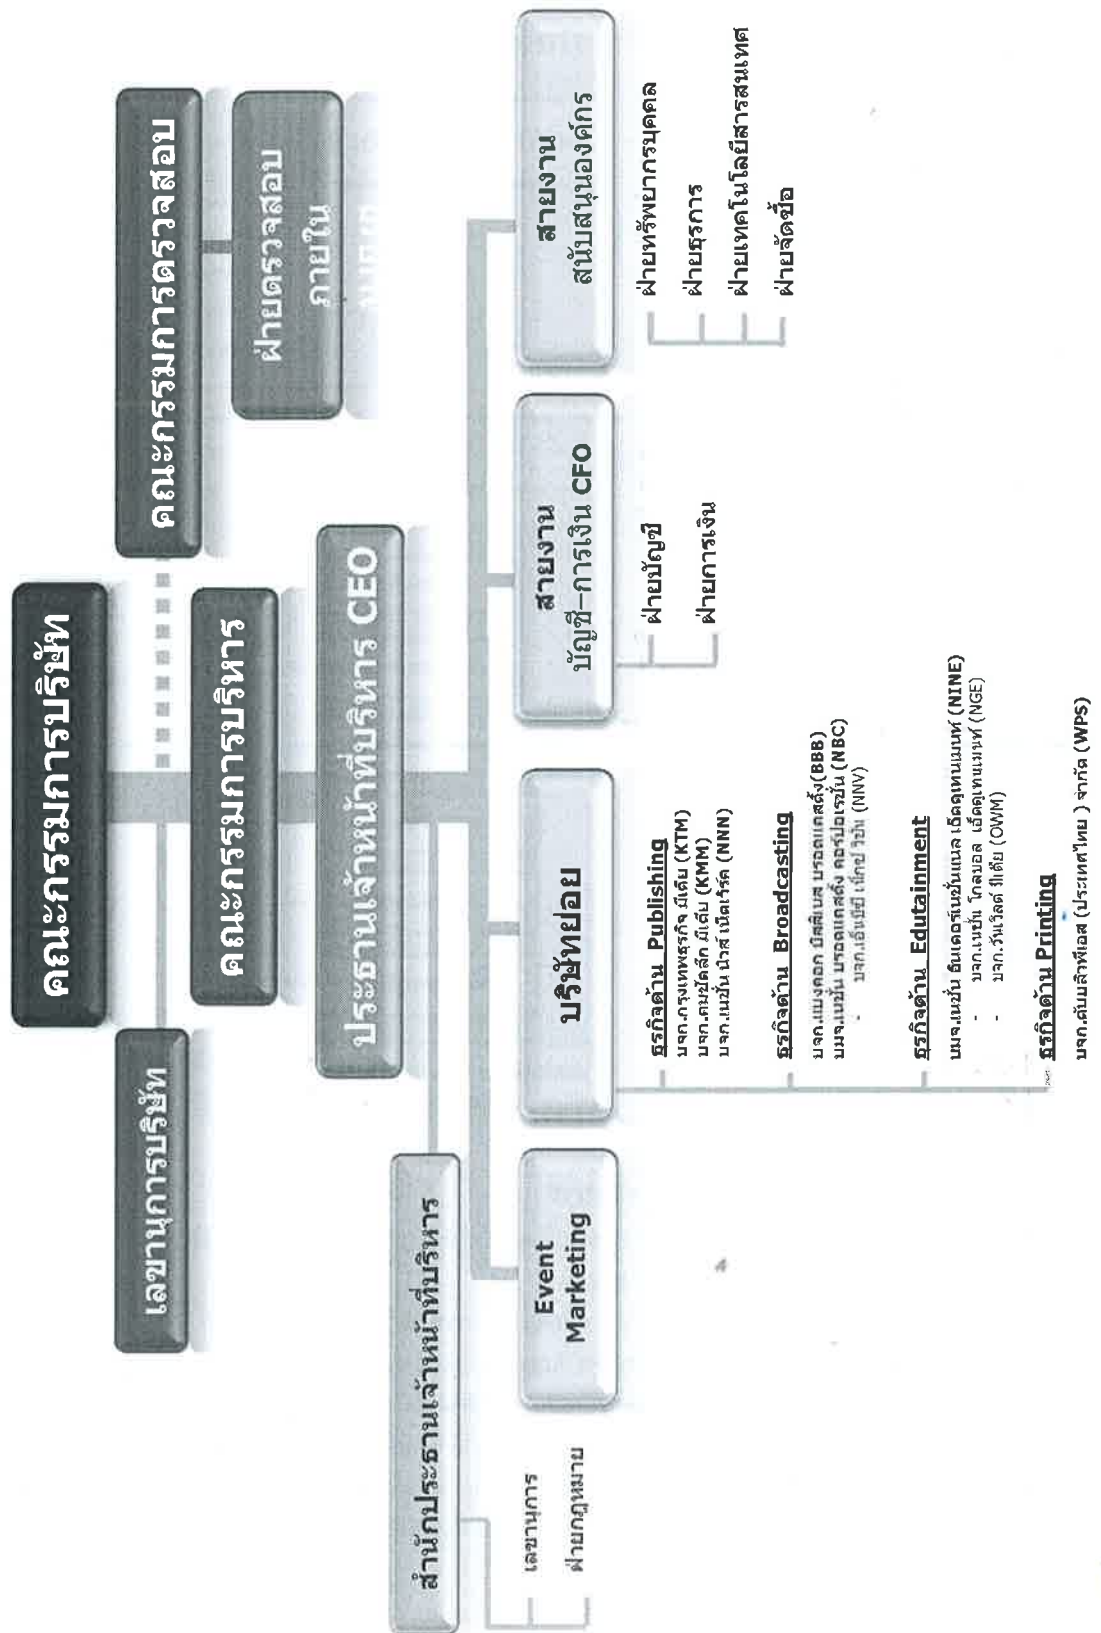 คณะกรรมการบริษัท
เลขานุการบริษัท
คณะกรรมการตรวจสอบ
ฝ่ายตรวจสอบ
ภายใน
คณะกรรมการบริหาร
ประธานเจ้าหน้าที่บริหาร CEO
สำนักประธานเจ้าหน้าที่บริหาร
เลขานุการ
ฝ่ายกฎหมาย
Event
Marketing
บริษัทย่อย
ธุรกิจด้าน Publishing
บจก.กรุงเทพธุรกิจ มีเดีย (KTM)
บจก.คมชัดลึก มีเดีย (KMM)
บจก.เนชั่น นิวส์ เน็ตเวิร์ค (NNN)
ธุรกิจด้าน Broadcasting
บจก.แบงคอก บิสสิเนส บรอดแคสติ้ง(BBB)
บมจ.เนชั่น บรอดแคสติ้ง คอร์ปอเรชั่น (NBC)
- บจก.เอ็นบีซี เน็กซ์ วิชั่น (NNV)
ธุรกิจด้าน Edutainment
บมจ.เนชั่น อินเตอร์เนชั่นแนล เอ็ดดูเทนเมนท์ (NINE)
- บจก.เนชั่น โกลบอล เอ็ดดูเทนเมนท์ (NGE)
- บจก.วันเวิลด์ มีเดีย (OWM)
ธุรกิจด้าน Printing
บจก.ดับบลิวพีเอส (ประเทศไทย ) จำกัด (WPS)
สายงาน
บัญชี-การเงิน CFO
ฝ่ายบัญชี
ฝ่ายการเงิน
สายงาน
สนับสนุนองค์กร
ฝ่ายทรัพยากรบุคคล
ฝ่ายธุรการ
ฝ่ายเทคโนโลยีสารสนเทศ
ฝ่ายจัดซื้อ